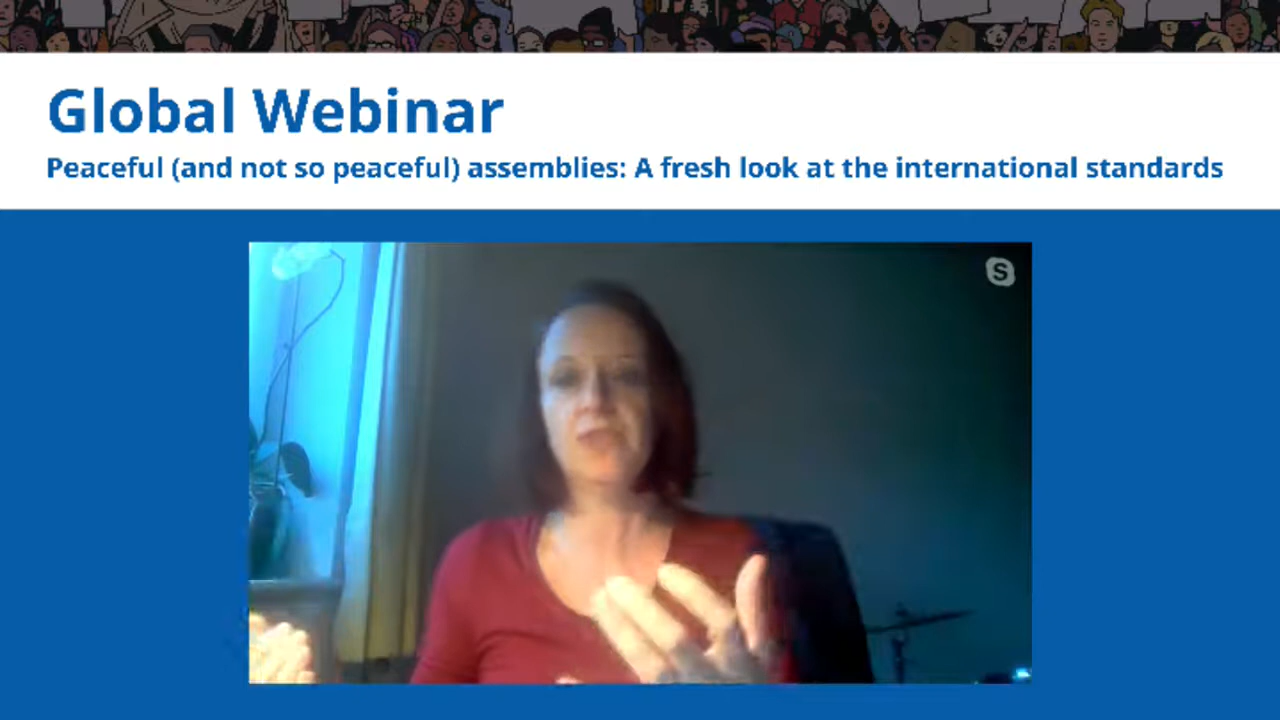 Global Webinar
Peaceful (and not so peaceful) assemblies: A fresh look at the international standards
S